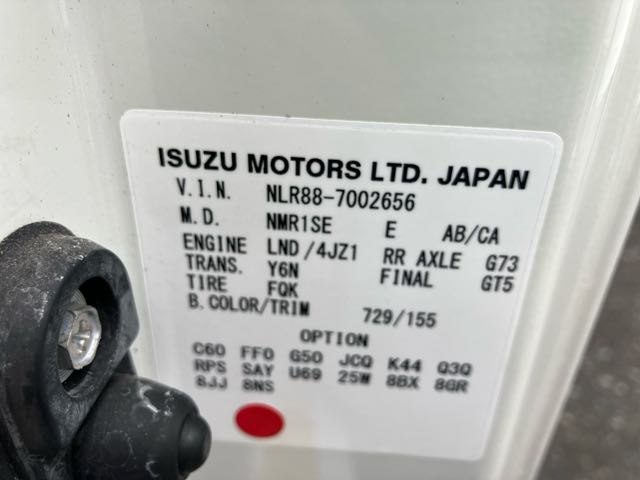 ISUZU MOTORS LTD. JAPAN
V.I.N. NLR88-7002656
M.D. NMR1SE E AB/CA
ENGINE LND/4JZ1 RR AXLE G73
TRANS. Y6N FINAL GT5
TIRE FQK
B.COLOR/TRIM 729/155
OPTION
C60 FF0 G50 JCQ K44 Q3Q
RPS SAY U69 25W 8BX 8GR
8JJ 8NS